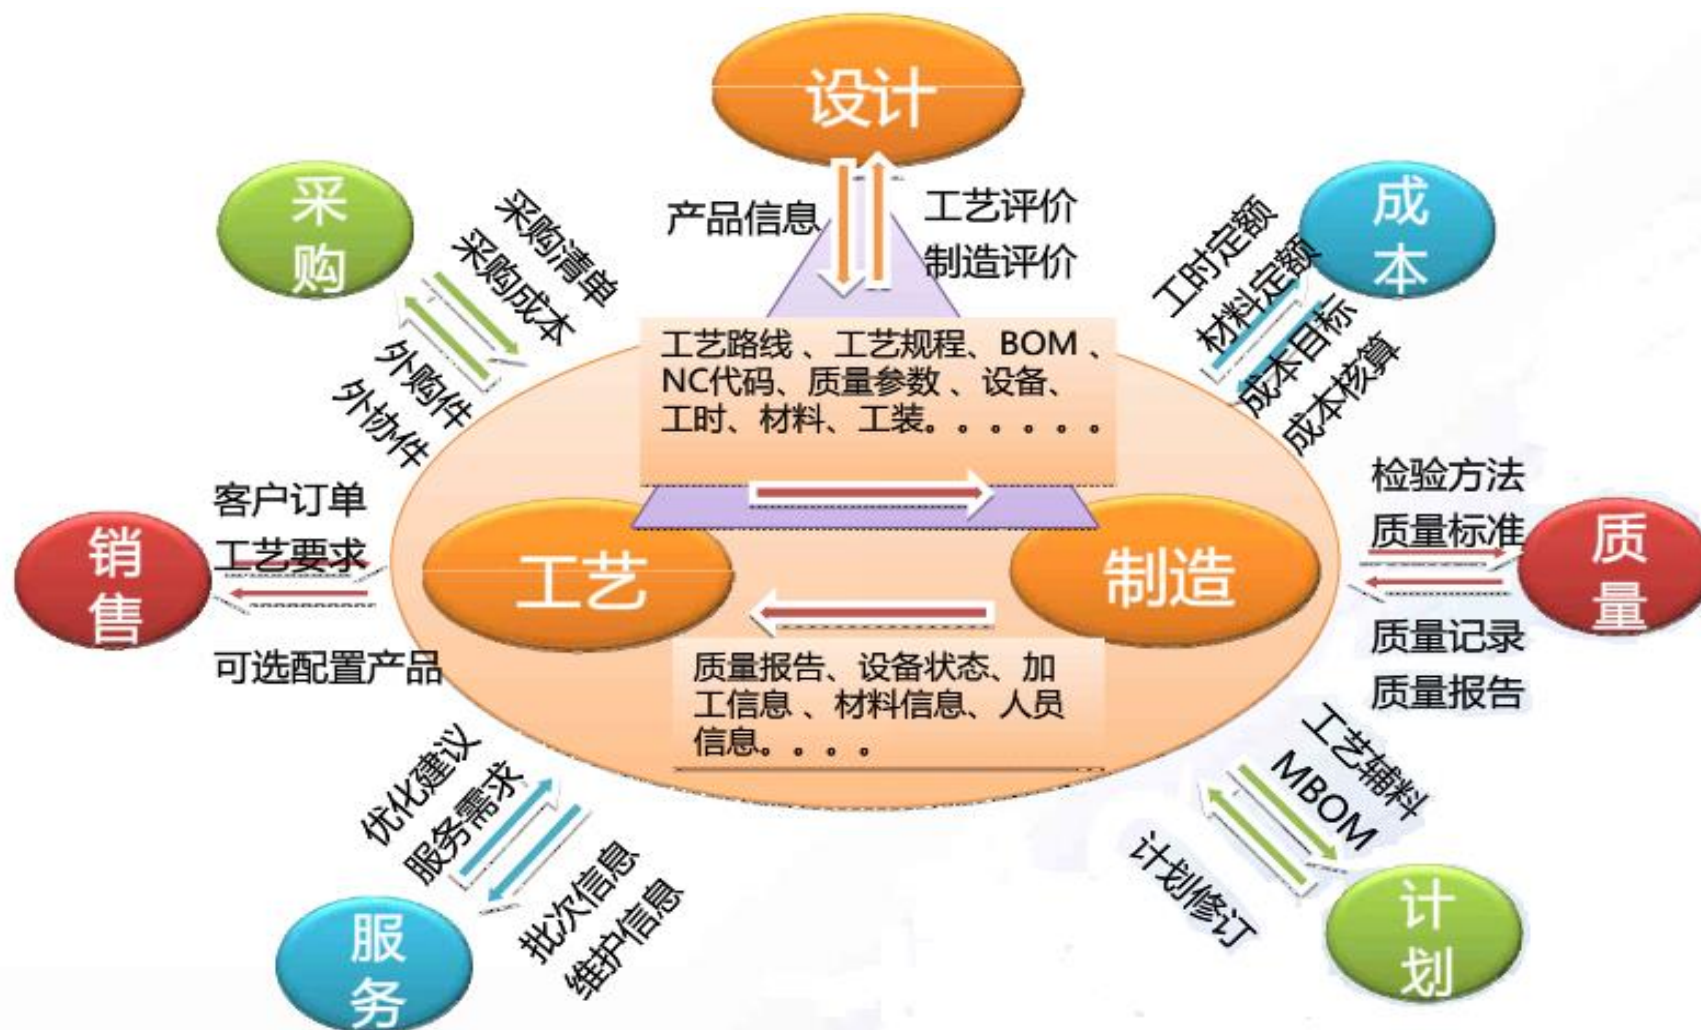 设计
产品信息
工艺评价
制造评价
采
购
采购清单
采购成本
外购件
外协件
成
本
工时定额
材料定额
成本目标
成本核算
工艺路线 、工艺规程、BOM 、
NC代码、质量参数 、设备、
工时、材料、工装。。。。。。
销
售
客户订单
工艺要求
可选配置产品
工艺
制造
检验方法
质量标准
质
量
质量记录
质量报告
质量报告、设备状态、加
工信息 、材料信息、人员
信息。。。。
优化建议
服务需求
服
务
批次信息
维护信息
工艺辅料
MBOM
计划修订
计
划